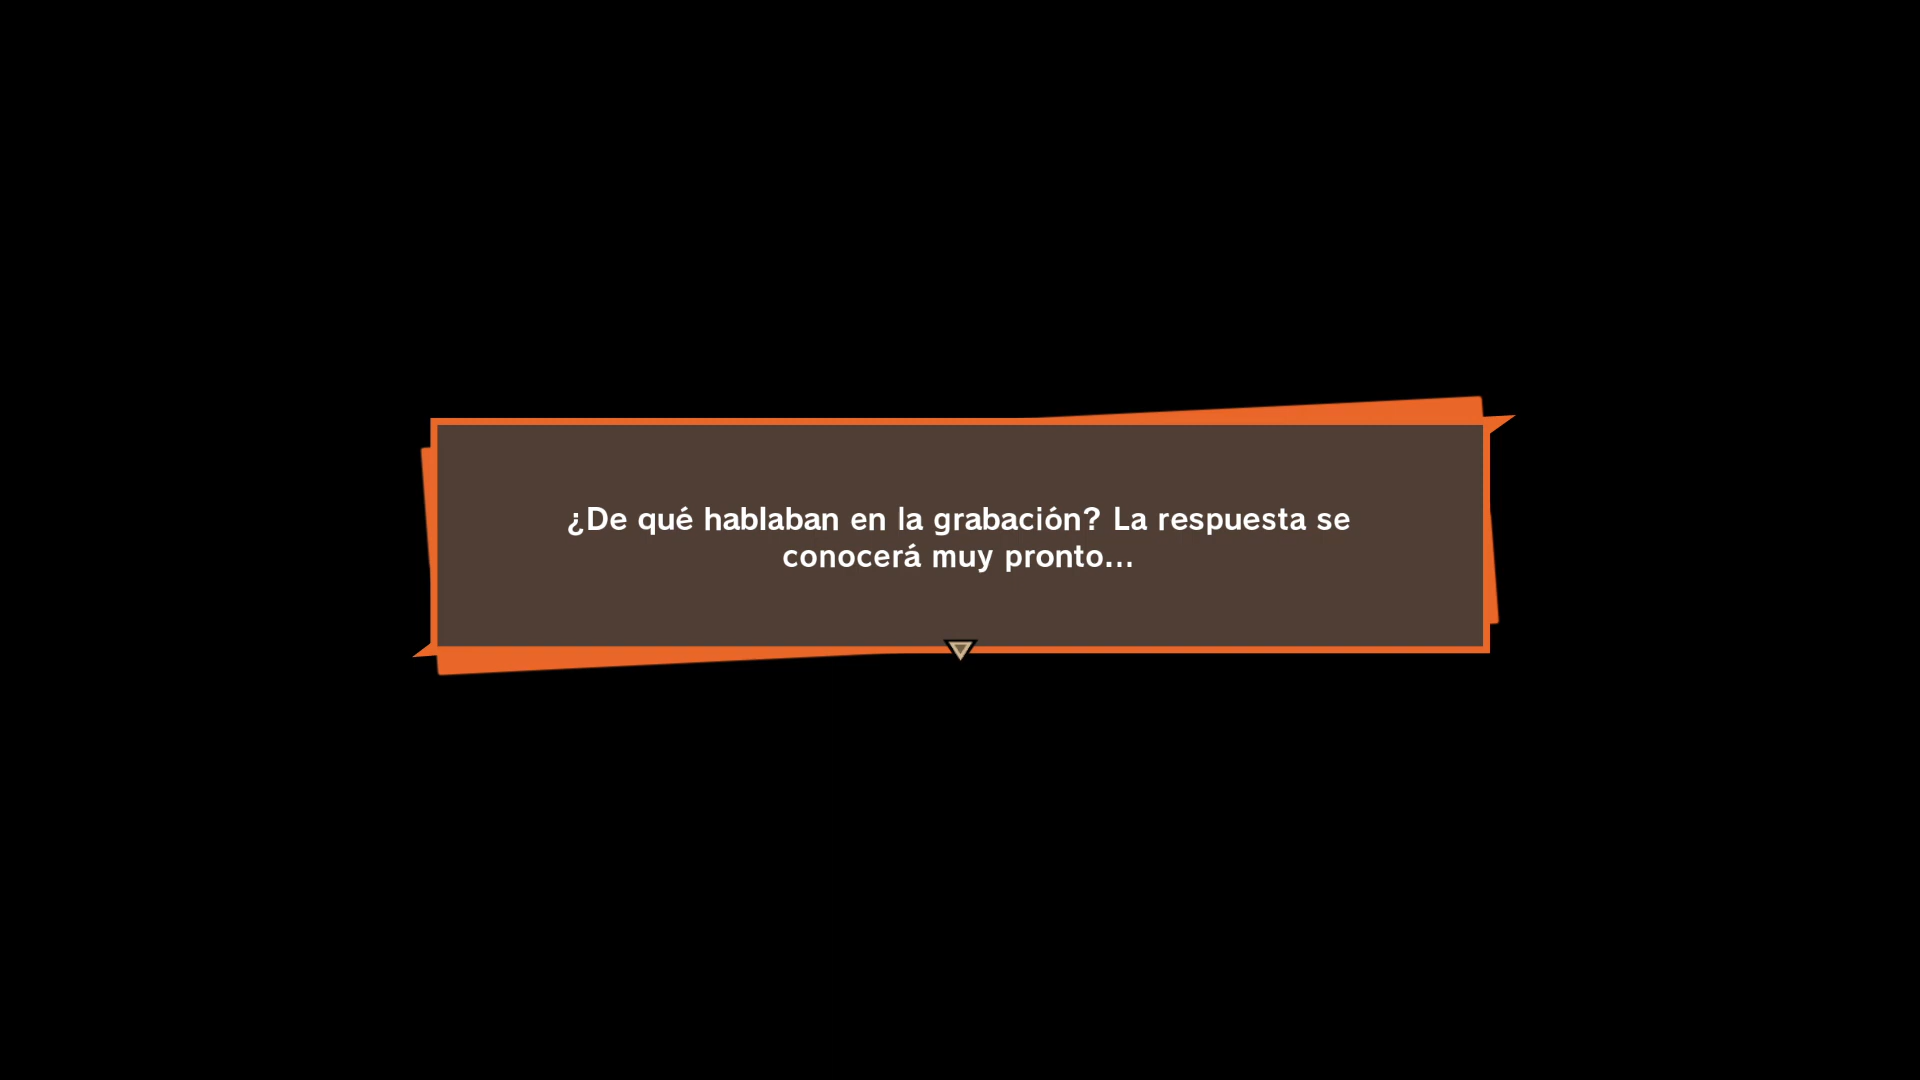 ¿De qué hablaban en la grabación? La respuesta se
conocerá muy pronto...